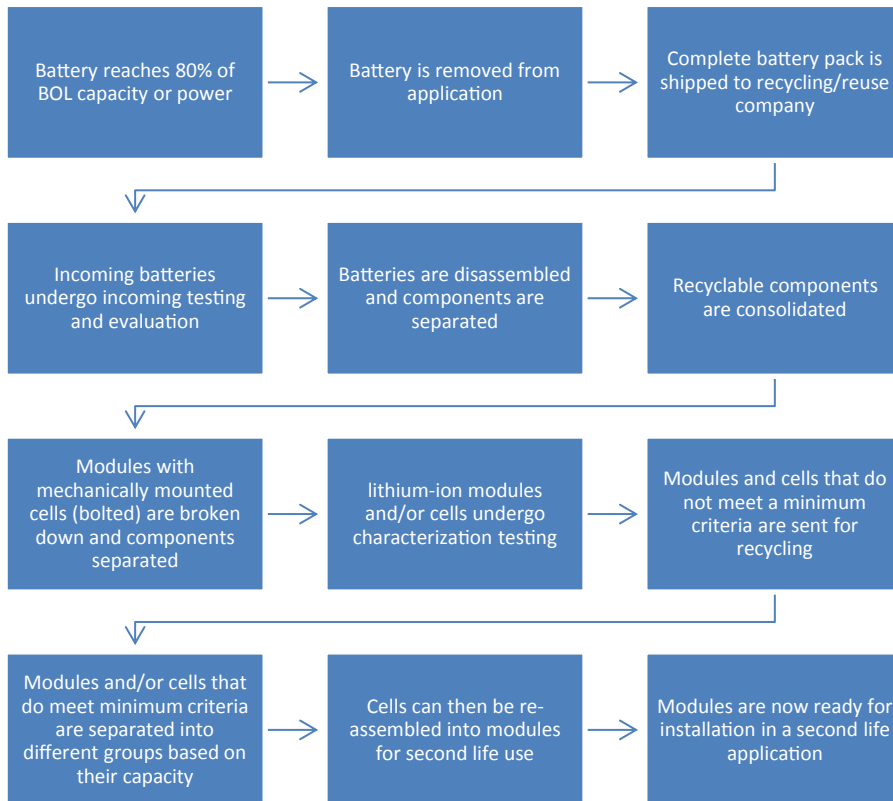 Battery reaches 80% of
BOL capacity or power
Battery is removed from
application
Complete battery pack is
shipped to recycling/reuse
company
Incoming batteries
undergo incoming testing
and evaluation
Batteries are disassembled
and components are
separated
Recyclable components
are consolidated
Modules with
mechanically mounted
cells (bolted) are broken
down and components
separated
lithium-ion modules
and/or cells undergo
characterization testing
Modules and cells that do
not meet a minimum
criteria are sent for
recycling
Modules and/or cells that
do meet minimum criteria
are separated into
different groups based on
their capacity
Cells can then be re-
assembled into modules
for second life use
Modules are now ready for
installation in a second life
application